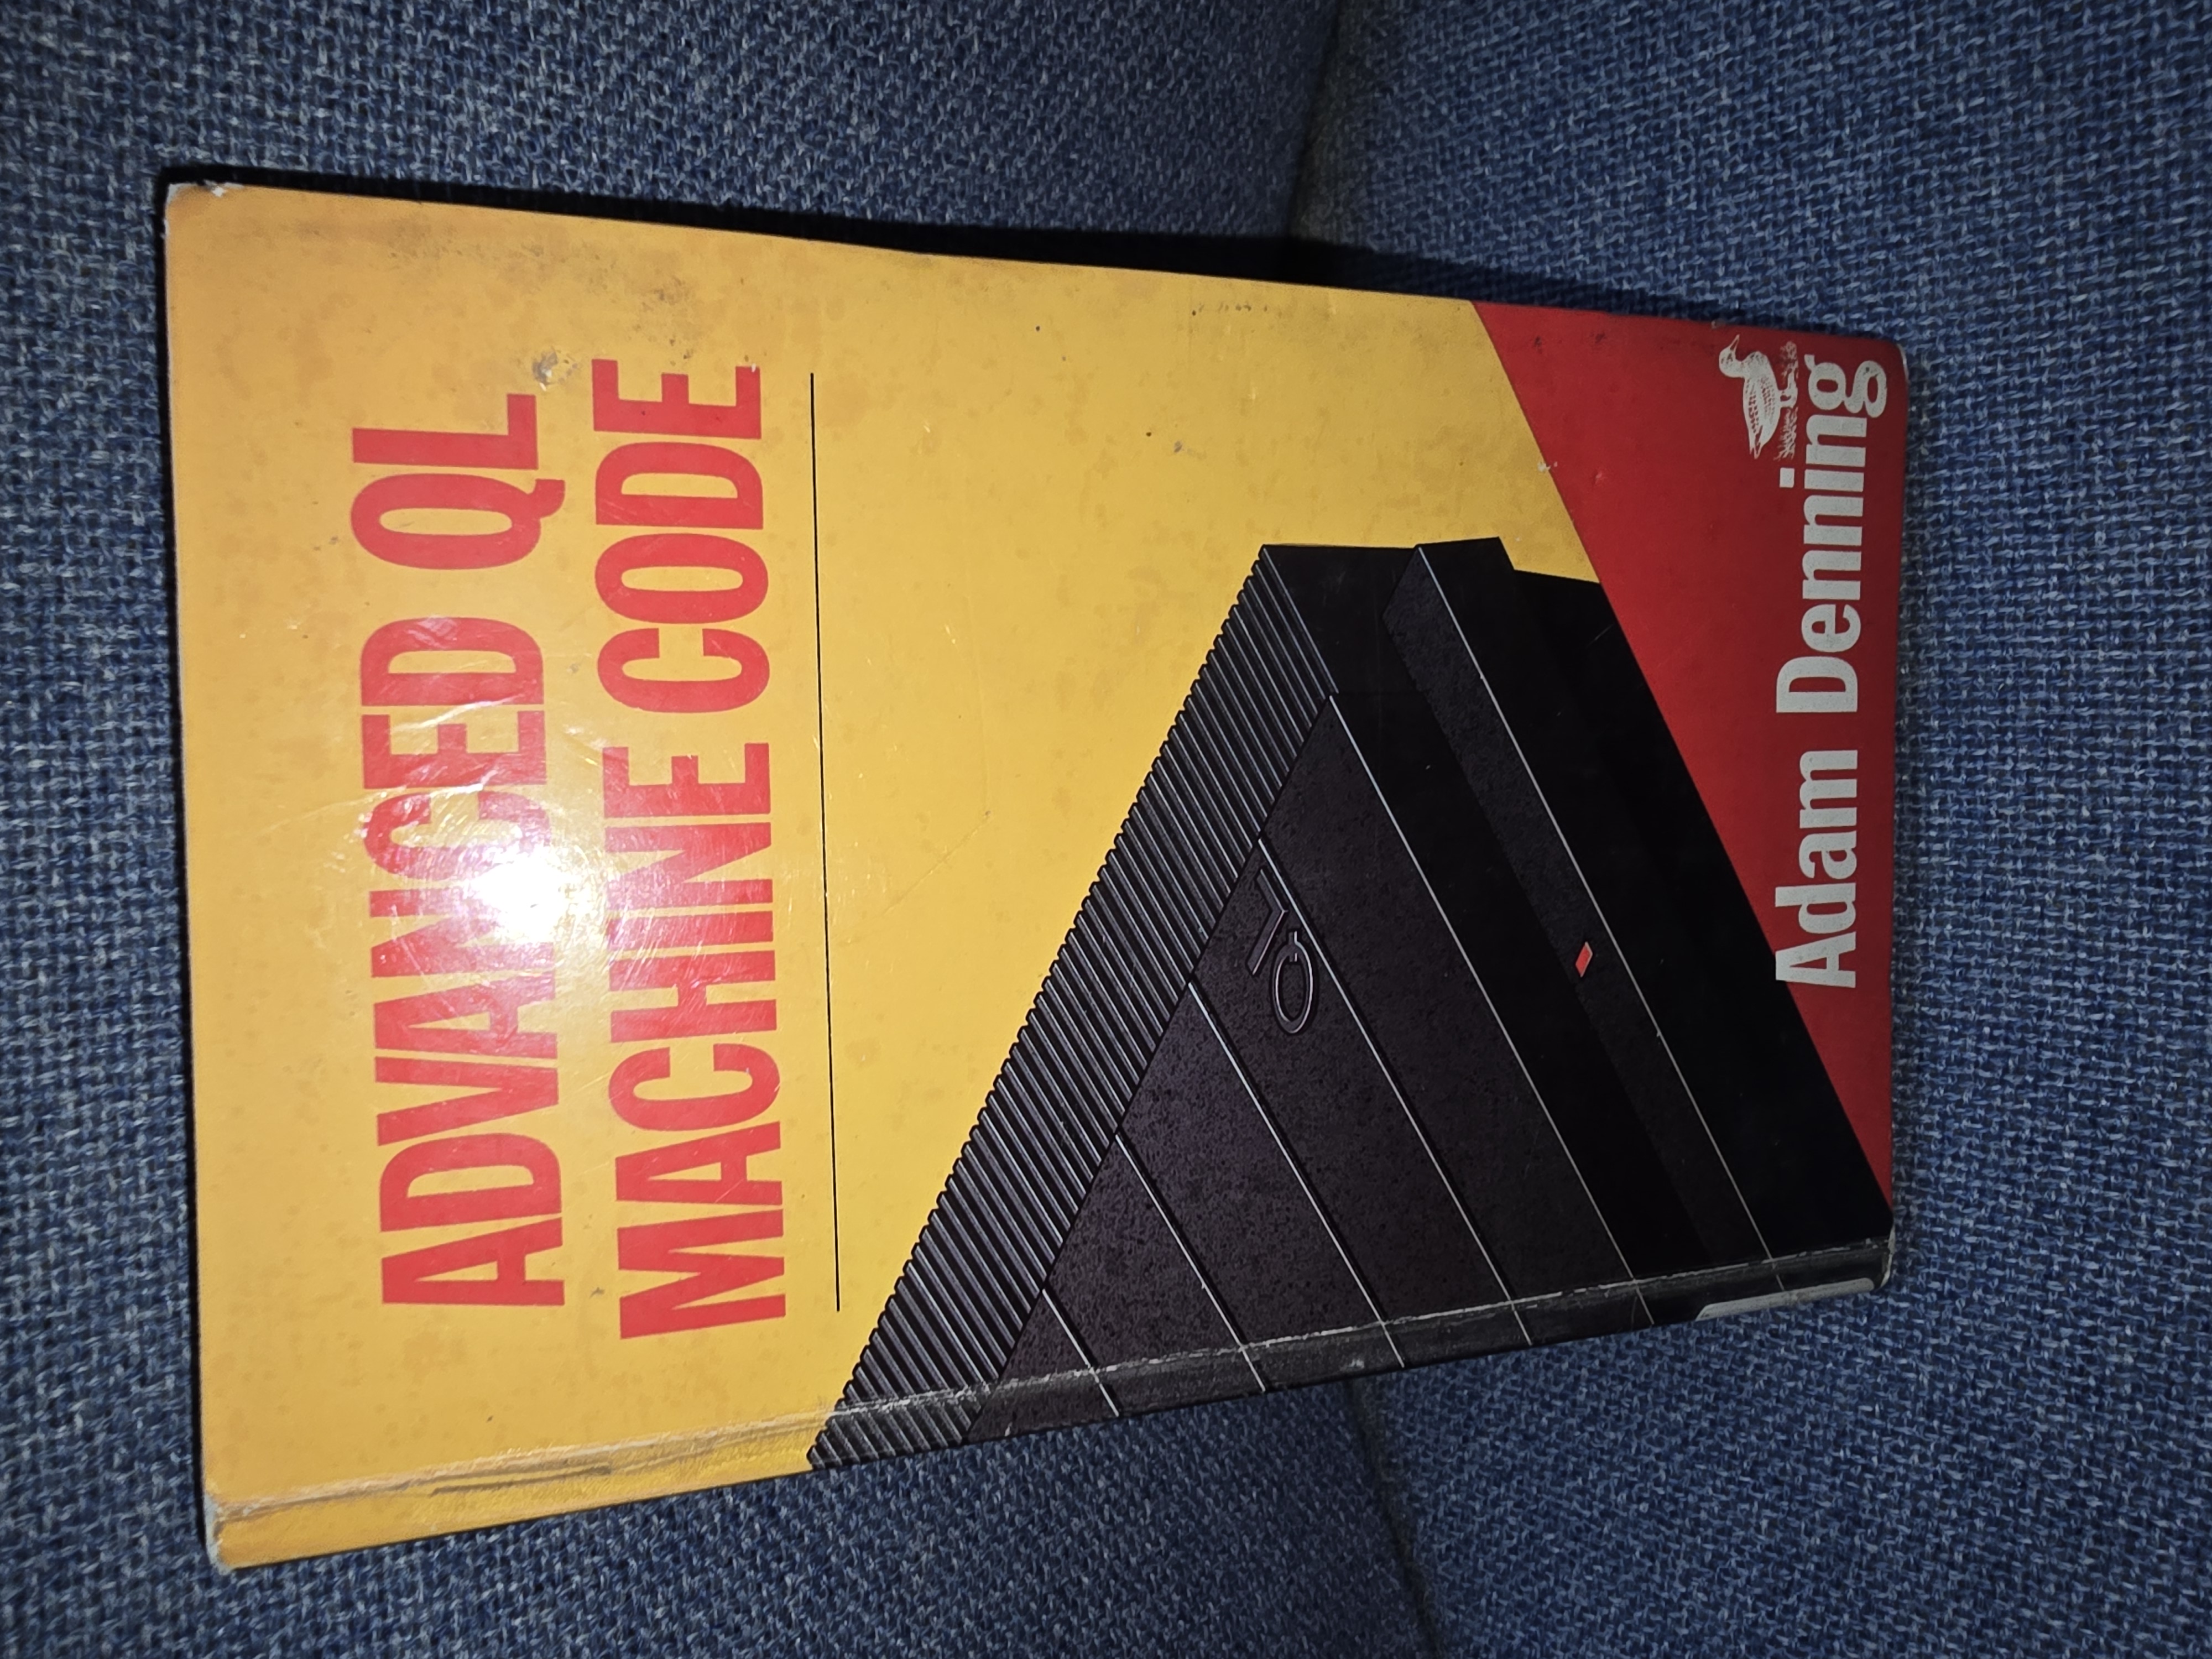 ADVANCED QL
MACHINE CODE
QL
Adam Denning